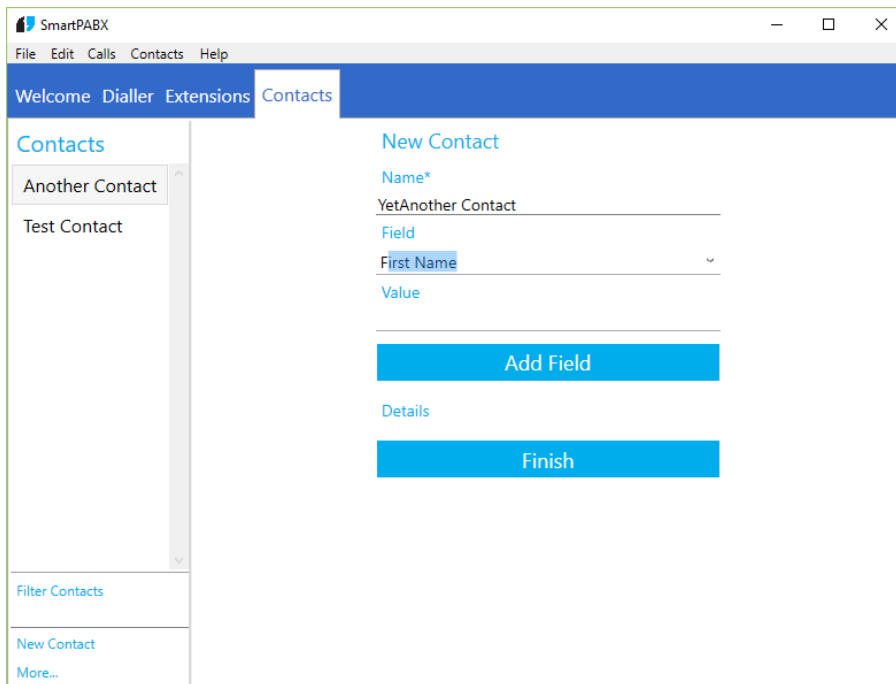 SmartPABX
File Edit Calls Contacts Help
Welcome Dialler Extensions Contacts
Contacts
Another Contact
Test Contact
Filter Contacts
New Contact
More...
New Contact
Name*
YetAnother Contact
Field
First Name
Value
Add Field
Details
Finish